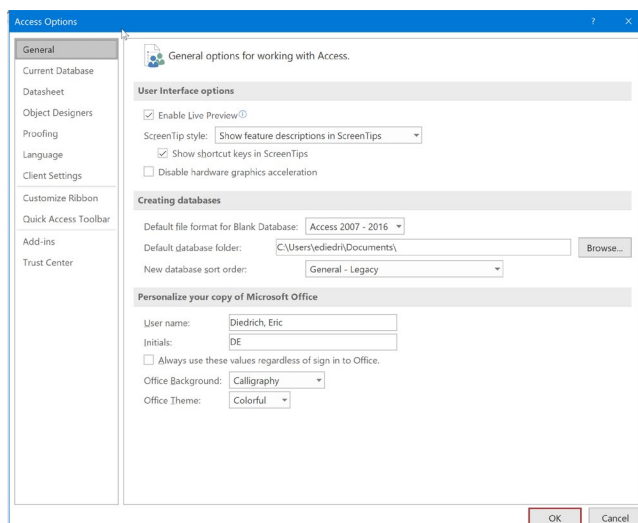 Access Options
? X
General
Current Database
Datasheet
Object Designers
Proofing
Language
Client Settings
Customize Ribbon
Quick Access Toolbar
Add-ins
Trust Center
General options for working with Access.
User Interface options
Enable Live Preview
ScreenTip style: Show feature descriptions in ScreenTips
Show shortcut keys in ScreenTips
Disable hardware graphics acceleration
Creating databases
Default file format for Blank Database: Access 2007 - 2016
Default database folder: C:\Users\ediedri\Documents\ Browse...
New database sort order: General - Legacy
Personalize your copy of Microsoft Office
User name: Diedrich, Eric
Initials: DE
Always use these values regardless of sign in to Office.
Office Background: Calligraphy
Office Theme: Colorful
OK Cancel